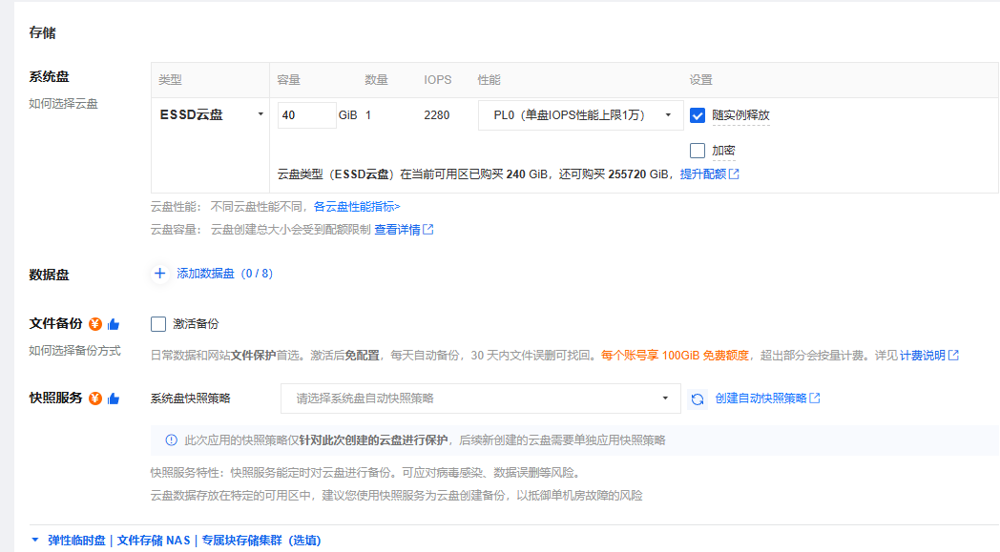 存储
系统盘
如何选择云盘
类型 容量 数量 IOPS 性能 设置
ESSD云盘 40 GiB 1 2280 PL0（单盘IOPS性能上限1万） 随实例释放
加密
云盘类型（ESSD云盘）在当前可用区已购买 240 GiB，还可购买 255720 GiB，提升配额
云盘性能： 不同云盘性能不同，各云盘性能指标>
云盘容量： 云盘创建总大小会受到配额限制 查看详情
数据盘 + 添加数据盘（0 / 8）
文件备份 ¥ 激活备份
如何选择备份方式
日常数据和网站文件保护首选。激活后免配置，每天自动备份，30 天内文件误删可找回。每个账号享 100GiB 免费额度，超出部分会按量计费。详见 计费说明
快照服务 ¥ 系统盘快照策略 请选择系统盘自动快照策略 创建自动快照策略
此次应用的快照策略仅针对此次创建的云盘进行保护，后续新创建的云盘需要单独应用快照策略
快照服务特性：快照服务能定时对云盘进行备份。可应对病毒感染、数据误删等风险。
云盘数据存放在特定的可用区中，建议您使用快照服务为云盘创建备份，以抵御单机房故障的风险
弹性临时盘 | 文件存储 NAS | 专属块存储集群（选填）